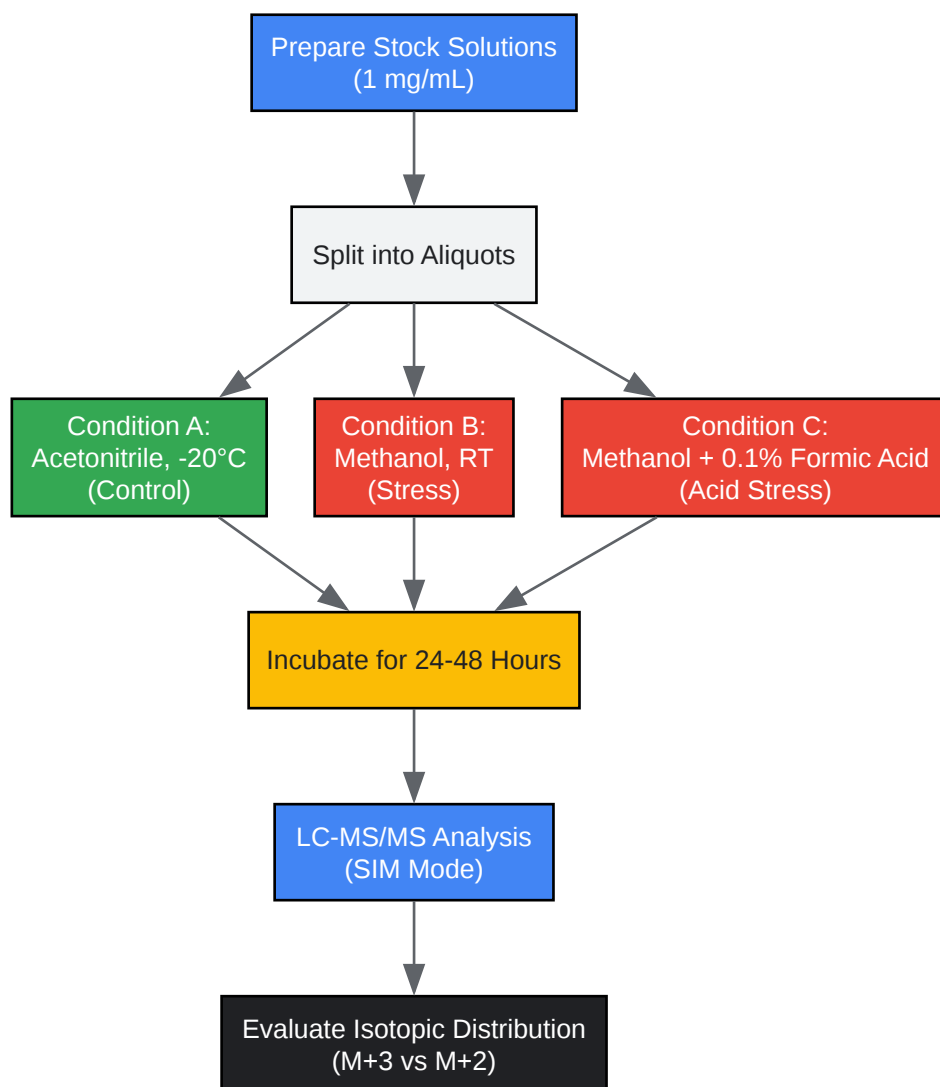 Prepare Stock Solutions
(1 mg/mL)
Split into Aliquots
Condition A:
Acetonitrile, -20°C
(Control)
Condition B:
Methanol, RT
(Stress)
Condition C:
Methanol + 0.1% Formic Acid
(Acid Stress)
Incubate for 24-48 Hours
LC-MS/MS Analysis
(SIM Mode)
Evaluate Isotopic Distribution
(M+3 vs M+2)